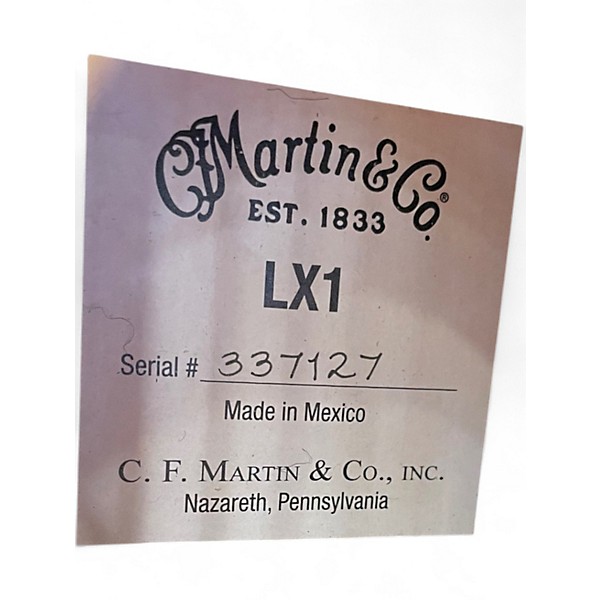 CFMartin & Co.®
EST. 1833
LX1
Serial # 337127
Made in Mexico
C. F. MARTIN & CO., INC.
Nazareth, Pennsylvania